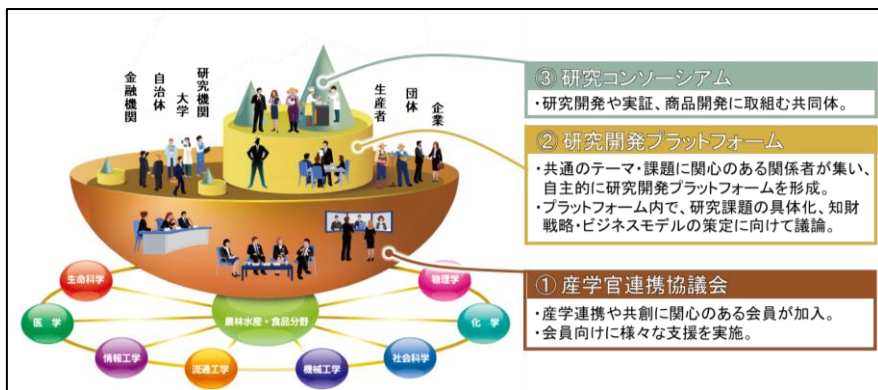 金融機関
自治体
大学
研究機関
生産者
団体
企業
③ 研究コンソーシアム
・研究開発や実証、商品開発に取組む共同体。
② 研究開発プラットフォーム
・共通のテーマ・課題に関心のある関係者が集い、
自主的に研究開発プラットフォームを形成。
・プラットフォーム内で、研究課題の具体化、知財
戦略・ビジネスモデルの策定に向けて議論。
① 産学官連携協議会
・産学連携や共創に関心のある会員が加入。
・会員向けに様々な支援を実施。
生命科学
物理学
医学
農林水産・食品分野
化学
情報工学
社会科学
流通工学
機械工学